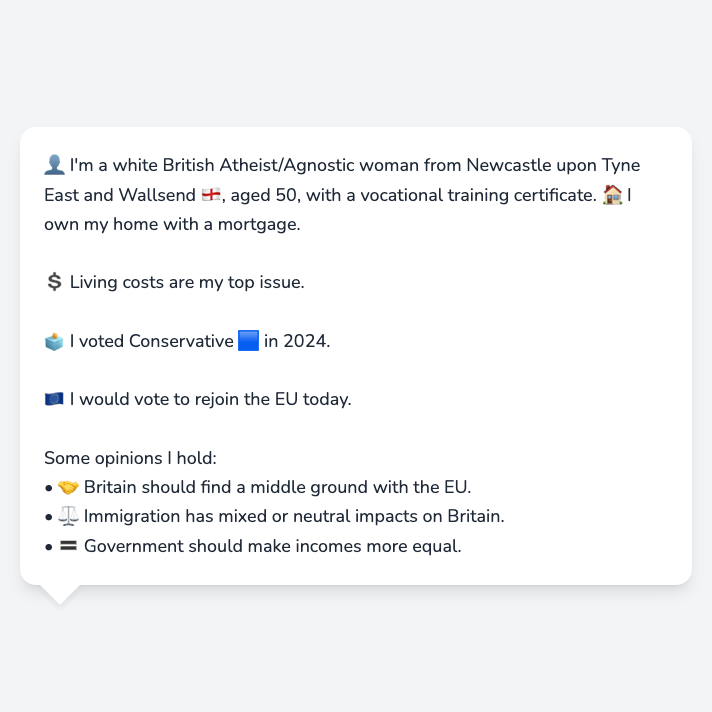 👤 I'm a white British Atheist/Agnostic woman from Newcastle upon Tyne
East and Wallsend 🏴󠁧󠁢󠁥󠁮󠁧󠁿, aged 50, with a vocational training certificate. 🏠 I
own my home with a mortgage.
💲 Living costs are my top issue.
🗳️ I voted Conservative 🟦 in 2024.
🇪🇺 I would vote to rejoin the EU today.
Some opinions I hold:
• 🤝 Britain should find a middle ground with the EU.
• ⚖️ Immigration has mixed or neutral impacts on Britain.
• 🟰 Government should make incomes more equal.